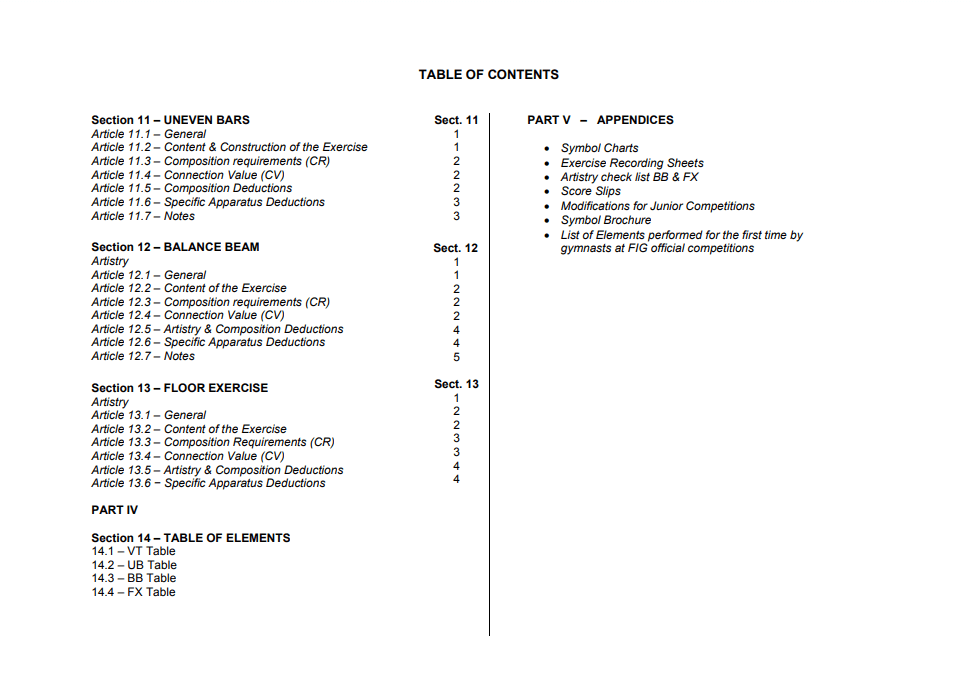 TABLE OF CONTENTS
Section 11 – UNEVEN BARS Sect. 11
Article 11.1 – General 1
Article 11.2 – Content & Construction of the Exercise 1
Article 11.3 – Composition requirements (CR) 2
Article 11.4 – Connection Value (CV) 2
Article 11.5 – Composition Deductions 2
Article 11.6 – Specific Apparatus Deductions 3
Article 11.7 – Notes 3
Section 12 – BALANCE BEAM Sect. 12
Artistry 1
Article 12.1 – General 1
Article 12.2 – Content of the Exercise 2
Article 12.3 – Composition requirements (CR) 2
Article 12.4 – Connection Value (CV) 2
Article 12.5 – Artistry & Composition Deductions 4
Article 12.6 – Specific Apparatus Deductions 4
Article 12.7 – Notes 5
Section 13 – FLOOR EXERCISE Sect. 13
Artistry 1
Article 13.1 – General 2
Article 13.2 – Content of the Exercise 2
Article 13.3 – Composition Requirements (CR) 3
Article 13.4 – Connection Value (CV) 3
Article 13.5 – Artistry & Composition Deductions 4
Article 13.6 – Specific Apparatus Deductions 4
PART IV
Section 14 – TABLE OF ELEMENTS
14.1 – VT Table
14.2 – UB Table
14.3 – BB Table
14.4 – FX Table
PART V – APPENDICES
• Symbol Charts
• Exercise Recording Sheets
• Artistry check list BB & FX
• Score Slips
• Modifications for Junior Competitions
• Symbol Brochure
• List of Elements performed for the first time by
gymnasts at FIG official competitions